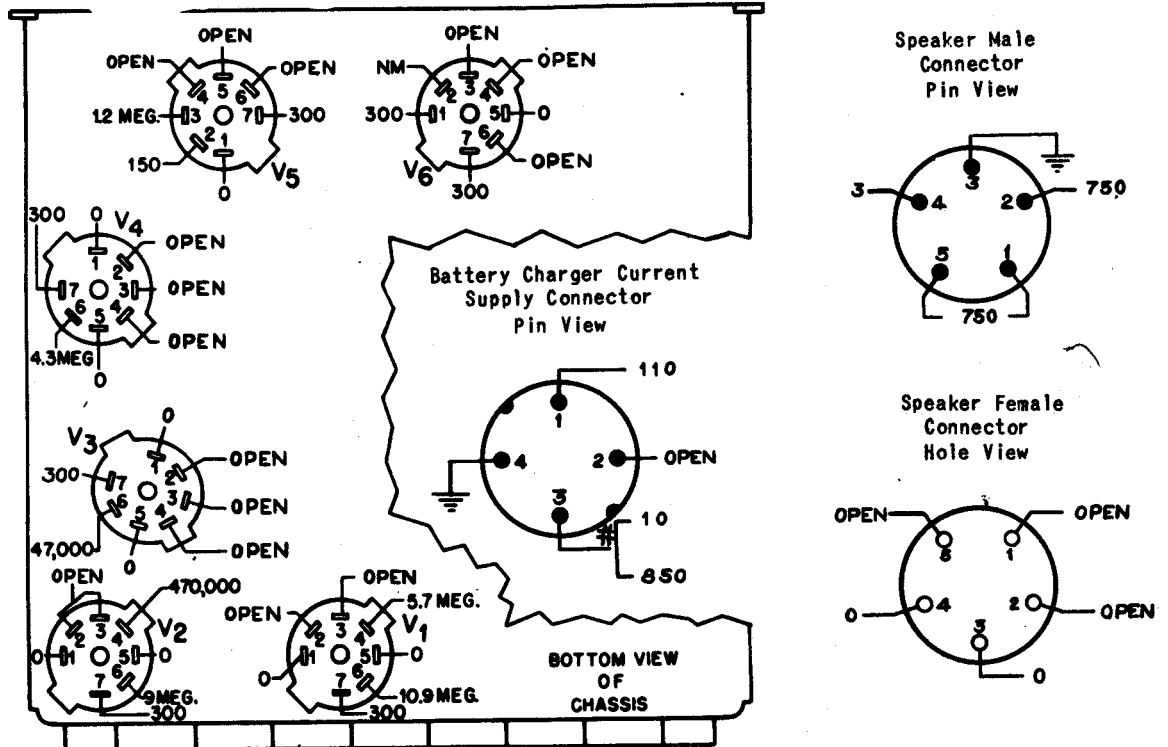 OPEN
OPEN
OPEN
4
5
6
1.2 MEG.
3
7
300
2
1
150
V5
0
OPEN
NM
OPEN
3
2
4
300
1
5
0
7
6
OPEN
V6
300
Speaker Male
Connector
Pin View
3
3
4
2
750
5
1
750
300
0
V4
OPEN
1
2
7
3
OPEN
6
5
4
OPEN
4.3MEG
0
Battery Charger Current
Supply Connector
Pin View
110
1
4
2
OPEN
3
10
850
Speaker Female
Connector
Hole View
OPEN
OPEN
5
1
0
4
2
OPEN
3
0
V3
0
1
2
OPEN
300
7
3
OPEN
6
5
4
OPEN
47,000
0
OPEN
470,000
2
3
4
V2
0
1
5
0
7
6
9MEG.
300
OPEN
OPEN
5.7 MEG.
2
3
4
V1
1
5
0
0
7
6
10.9 MEG.
300
BOTTOM VIEW
OF
CHASSIS